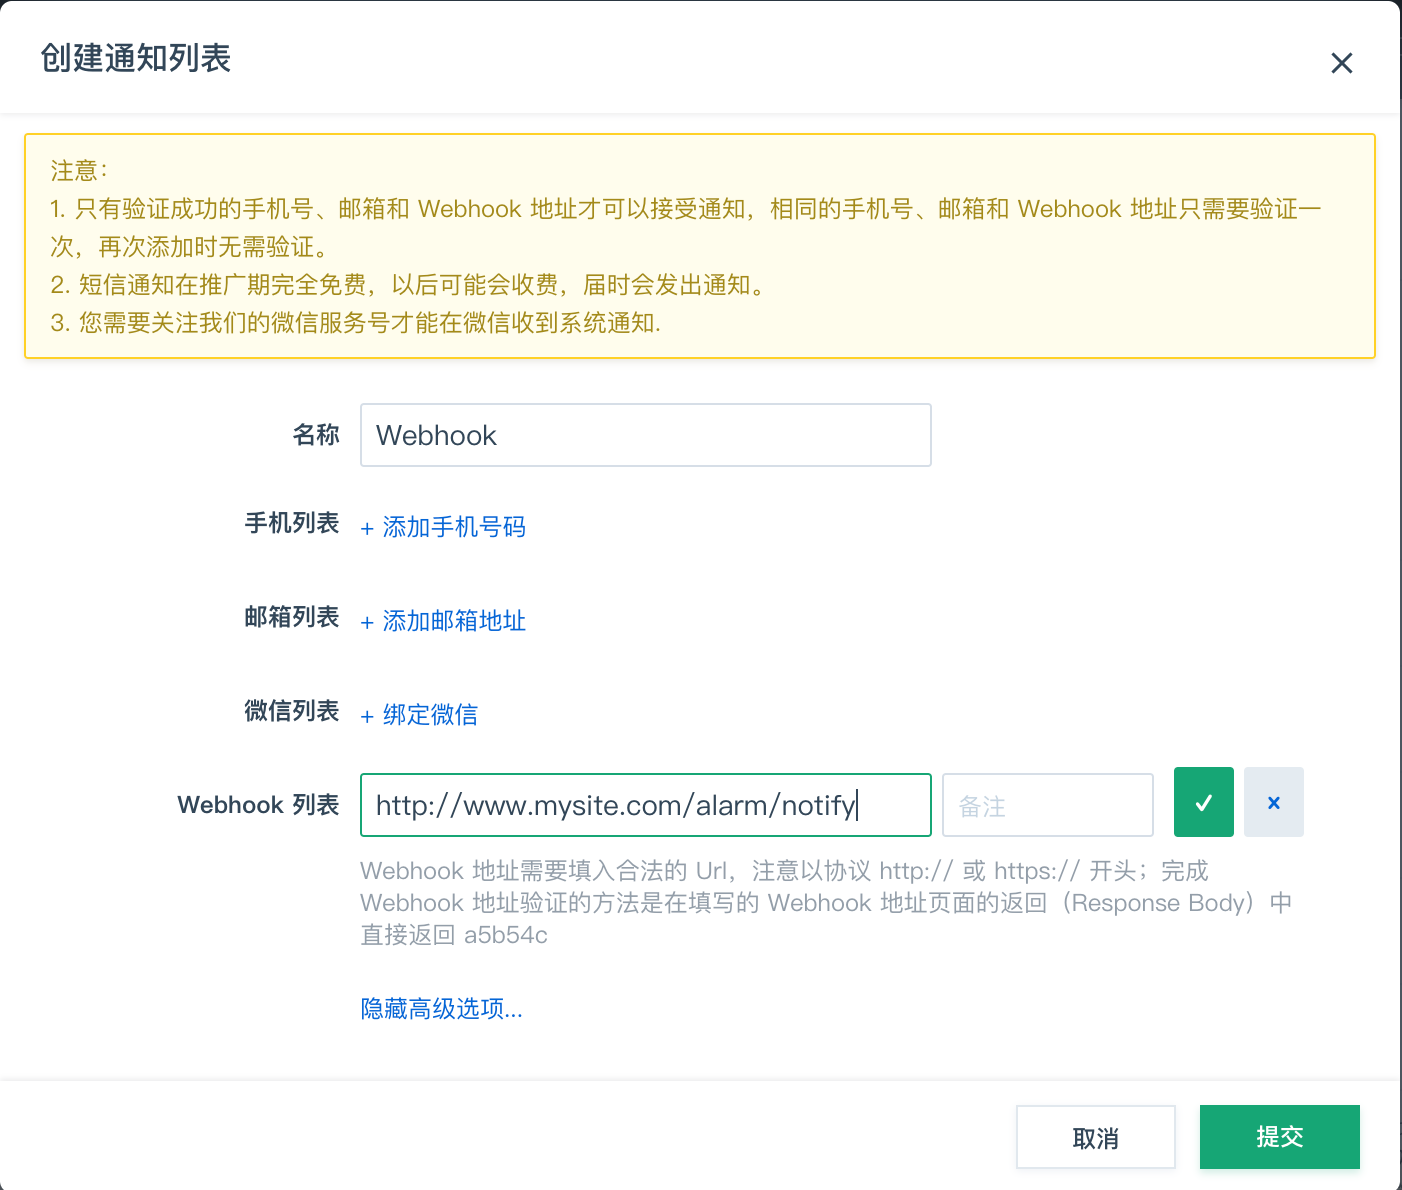 创建通知列表
注意：
1. 只有验证成功的手机号、邮箱和 Webhook 地址才可以接受通知，相同的手机号、邮箱和 Webhook 地址只需要验证一
次，再次添加时无需验证。
2. 短信通知在推广期完全免费，以后可能会收费，届时会发出通知。
3. 您需要关注我们的微信服务号才能在微信收到系统通知.
名称 Webhook
手机列表 + 添加手机号码
邮箱列表 + 添加邮箱地址
微信列表 + 绑定微信
Webhook 列表 http://www.mysite.com/alarm/notify 备注
Webhook 地址需要填入合法的 Url，注意以协议 http:// 或 https:// 开头；完成
Webhook 地址验证的方法是在填写的 Webhook 地址页面的返回（Response Body）中
直接返回 a5b54c
隐藏高级选项...
取消 提交